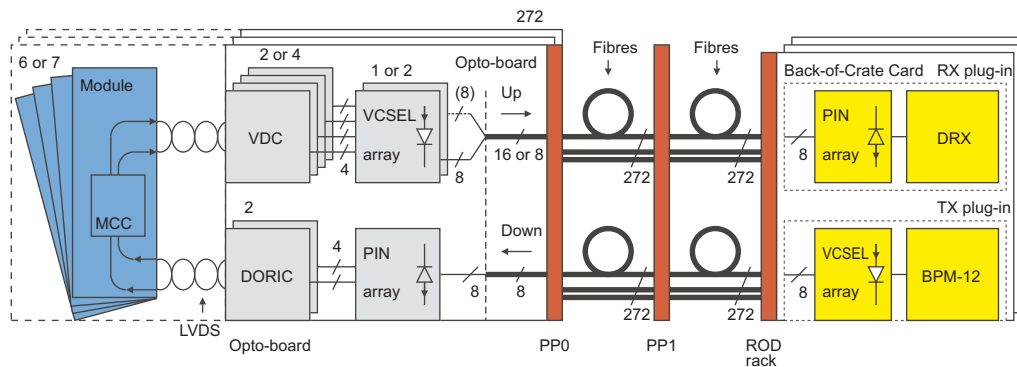 272
6 or 7
Module
MCC
LVDS
2 or 4
VDC
4
4
1 or 2
VCSEL
array
(8)
8
Opto-board
Up
16 or 8
Fibres
Fibres
272
272
Back-of-Crate Card
RX plug-in
8
PIN
array
DRX
2
DORIC
4
PIN
array
8
Down
8
272
272
TX plug-in
8
VCSEL
array
BPM-12
Opto-board
PP0
PP1
ROD
rack